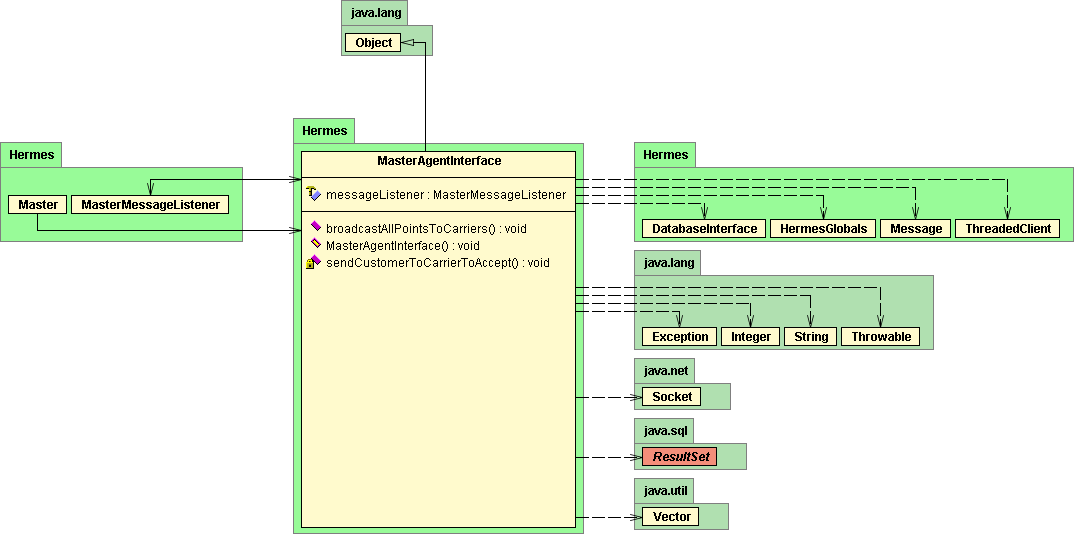 java.lang
Object
Hermes
Master
MasterMessageListener
Hermes
MasterAgentInterface
messageListener : MasterMessageListener
broadcastAllPointsToCarriers() : void
MasterAgentInterface() : void
sendCustomerToCarrierToAccept() : void
Hermes
DatabaseInterface
HermesGlobals
Message
ThreadedClient
java.lang
Exception
Integer
String
Throwable
java.net
Socket
java.sql
ResultSet
java.util
Vector